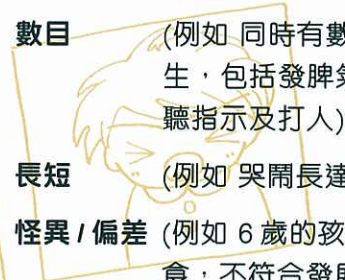 數目 (例如 同時有數
生，包括發脾氣
聽指示及打人)
長短 (例如 哭鬧長達
怪異 / 偏差 (例如 6 歲的孩
食，不符合發展